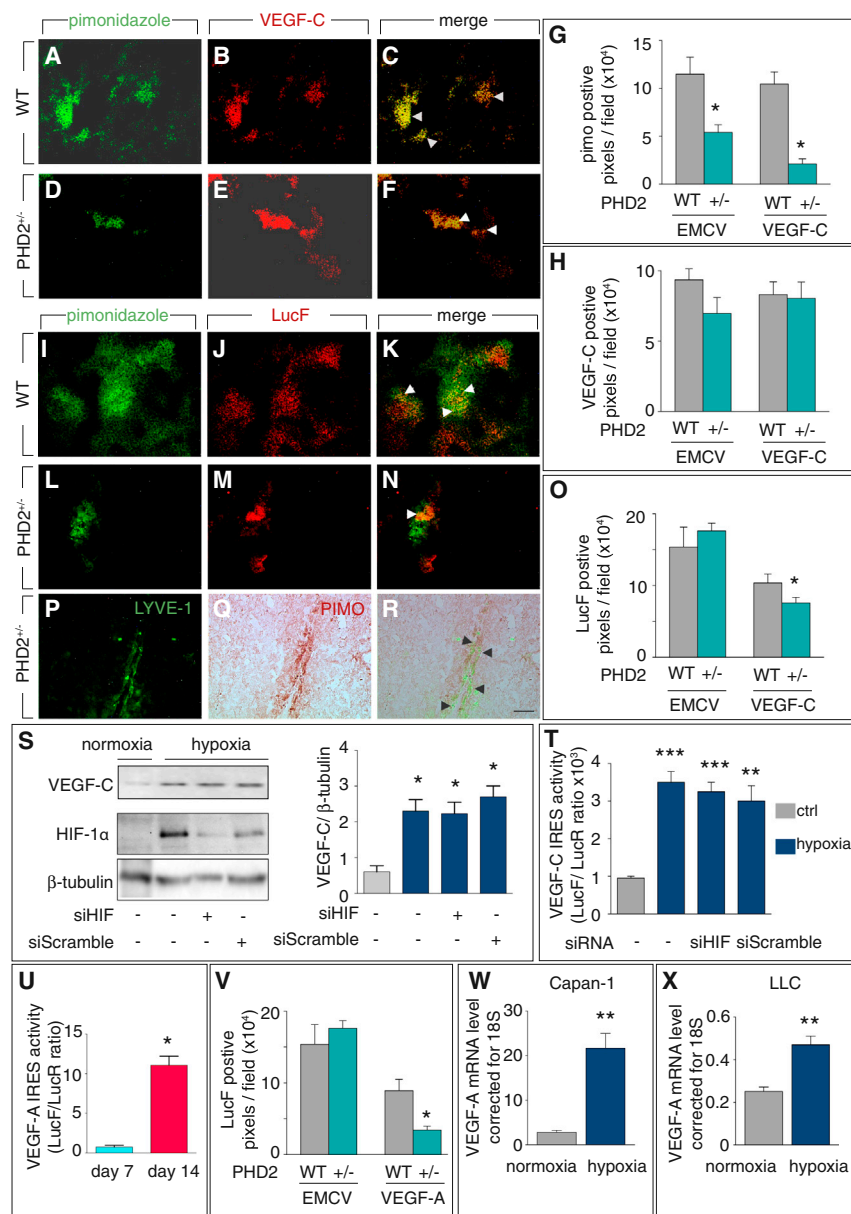 pimonidazole VEGF-C merge
WT
A B C
PHD2+/-
D E F
pimonidazole LucF merge
WT
I J K
PHD2+/-
L M N
PHD2+/-
P LYVE-1 Q PIMO R
G
pimo postive
pixels / field (x10⁴)
15
10
5
0
PHD2 WT +/- WT +/-
* *
EMCV VEGF-C
H
VEGF-C postive
pixels / field (x10⁴)
10
5
0
PHD2 WT +/- WT +/-
EMCV VEGF-C
O
LucF postive
pixels / field (x10⁴)
20
10
0
*
PHD2 WT +/- WT +/-
EMCV VEGF-C
S
normoxia hypoxia
VEGF-C
HIF-1α
β-tubulin
siHIF - - + -
siScramble - - - +
VEGF-C/ β-tubulin
4
3
2
1
0
* * *
siHIF - - + -
siScramble - - - +
T
VEGF-C IRES activity
(LucF/ LucR ratio x10³)
5
3
1
0
*** *** **
ctrl
hypoxia
siRNA - - siHIF siScramble
U
VEGF-A IRES activity
(LucF/LucR ratio)
15
10
5
0
*
day 7 day 14
V
LucF postive
pixels / field (x10⁴)
20
10
0
*
PHD2 WT +/- WT +/-
EMCV VEGF-A
W Capan-1
VEGF-A mRNA level
corrected for 18S
30
20
10
0
**
normoxia hypoxia
X LLC
VEGF-A mRNA level
corrected for 18S
0.6
0.4
0.2
0
**
normoxia hypoxia